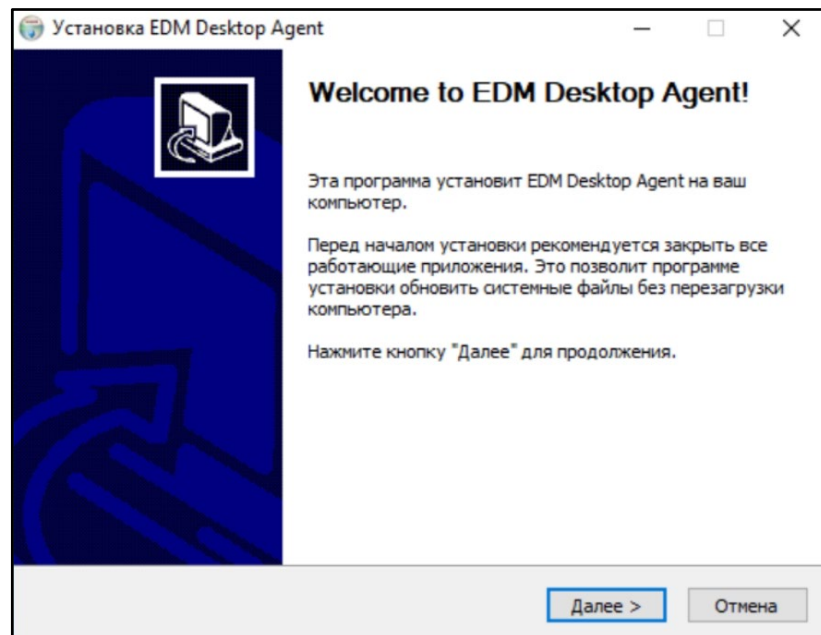 Установка EDM Desktop Agent
Welcome to EDM Desktop Agent!
Эта программа установит EDM Desktop Agent на ваш
компьютер.
Перед началом установки рекомендуется закрыть все
работающие приложения. Это позволит программе
установки обновить системные файлы без перезагрузки
компьютера.
Нажмите кнопку "Далее" для продолжения.
Далее >
Отмена